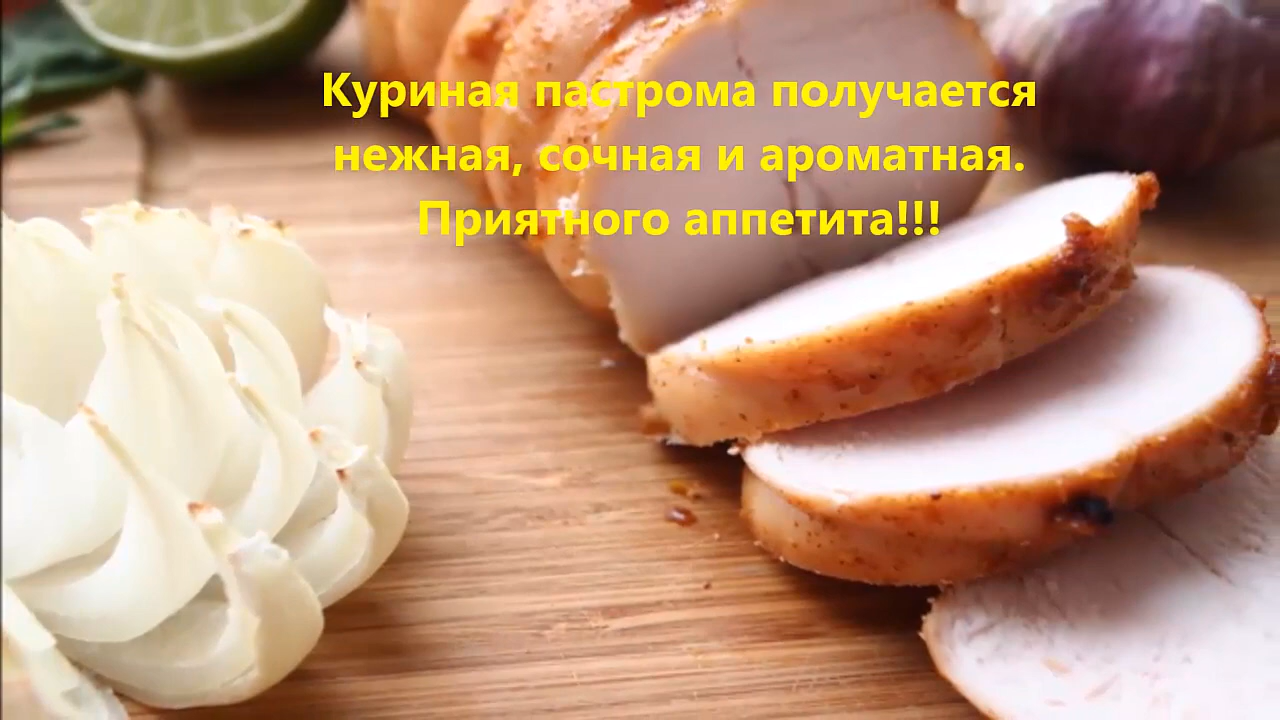 Куриная пастрома получается
нежная, сочная и ароматная.
Приятного аппетита!!!